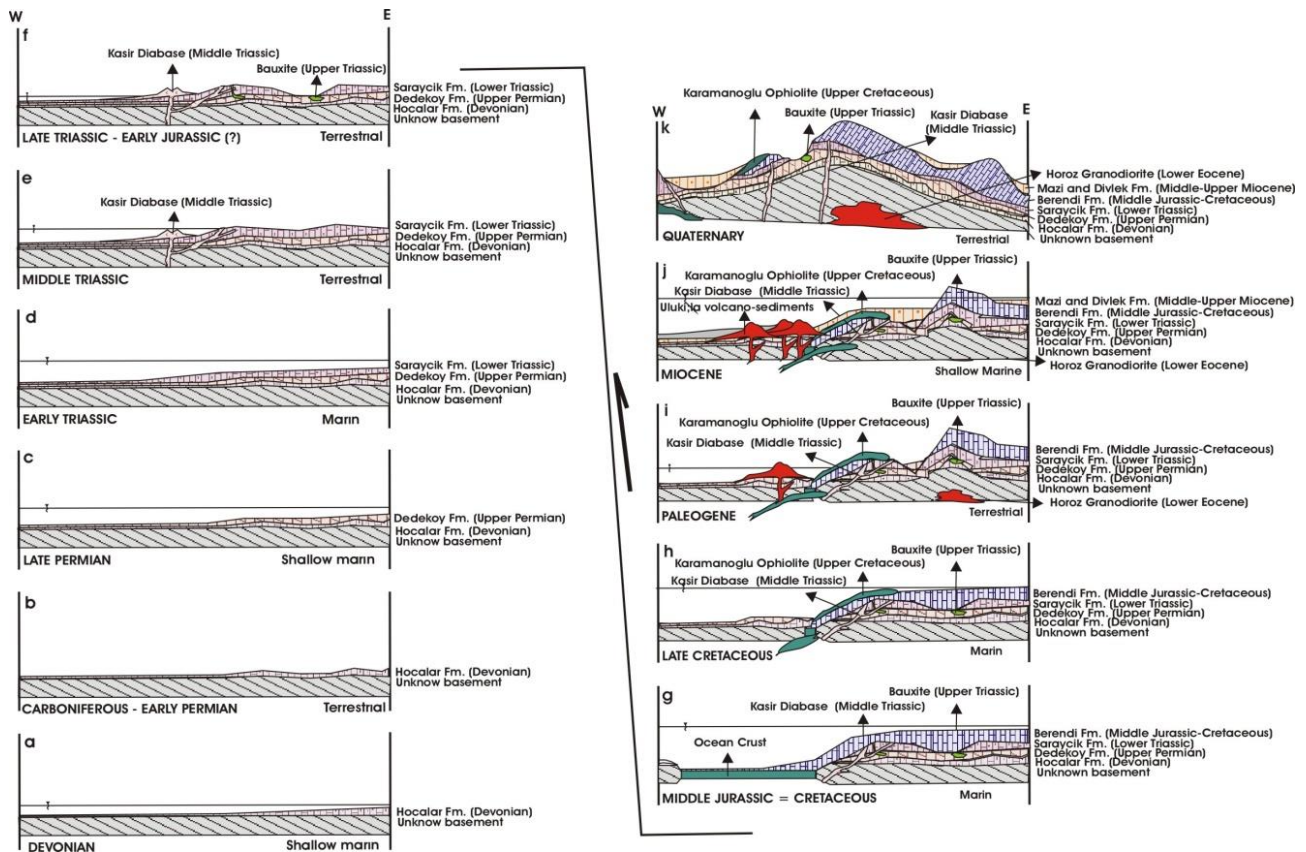 W
E
f
Kasir Diabase (Middle Triassic)
Bauxite (Upper Triassic)
Saraycik Fm. (Lower Triassic)
Dedekoy Fm. (Upper Permian)
Hocalar Fm. (Devonian)
Unknow basement
LATE TRIASSIC - EARLY JURASSIC (?)
Terrestrial
e
Kasir Diabase (Middle Triassic)
Saraycik Fm. (Lower Triassic)
Dedekoy Fm. (Upper Permian)
Hocalar Fm. (Devonian)
Unknow basement
MIDDLE TRIASSIC
Terrestrial
d
Saraycik Fm. (Lower Triassic)
Dedekoy Fm. (Upper Permian)
Hocalar Fm. (Devonian)
Unknow basement
EARLY TRIASSIC
Marin
c
Dedekoy Fm. (Upper Permian)
Hocalar Fm. (Devonian)
Unknow basement
LATE PERMIAN
Shallow marin
b
Hocalar Fm. (Devonian)
Unknow basement
CARBONIFEROUS - EARLY PERMIAN
Terrestrial
a
Hocalar Fm. (Devonian)
Unknow basement
DEVONIAN
Shallow marin
Karamanoglu Ophiolite (Upper Cretaceous)
W
E
k
Bauxite (Upper Triassic)
Kasir Diabase
(Middle Triassic)
Horoz Granodiorite (Lower Eocene)
Mazi and Divlek Fm. (Middle-Upper Miocene)
Berendi Fm. (Middle Jurassic-Cretaceous)
Saraycik Fm. (Lower Triassic)
Dedekoy Fm. (Upper Permian)
Hocalar Fm. (Devonian)
Unknown basement
QUATERNARY
Terrestrial
j
Bauxite (Upper Triassic)
Karamanoglu Ophiolite (Upper Cretaceous)
Kasir Diabase (Middle Triassic)
volcano-sediments
Mazi and Divlek Fm. (Middle-Upper Miocene)
Berendi Fm. (Middle Jurassic-Cretaceous)
Saraycik Fm. (Lower Triassic)
Dedekoy Fm. (Upper Permian)
Hocalar Fm. (Devonian)
Unknown basement
Horoz Granodiorite (Lower Eocene)
MIOCENE
Shallow Marine
i
Bauxite (Upper Triassic)
Karamanoglu Ophiolite (Upper Cretaceous)
Kasir Diabase (Middle Triassic)
Berendi Fm. (Middle Jurassic-Cretaceous)
Saraycik Fm. (Lower Triassic)
Dedekoy Fm. (Upper Permian)
Hocalar Fm. (Devonian)
Unknown basement
Horoz Granodiorite (Lower Eocene)
PALEOGENE
Terrestrial
h
Bauxite (Upper Triassic)
Karamanoglu Ophiolite (Upper Cretaceous)
Kasir Diabase (Middle Triassic)
Berendi Fm. (Middle Jurassic-Cretaceous)
Saraycik Fm. (Lower Triassic)
Dedekoy Fm. (Upper Permian)
Hocalar Fm. (Devonian)
Unknown basement
LATE CRETACEOUS
Marin
g
Bauxite (Upper Triassic)
Kasir Diabase (Middle Triassic)
Ocean Crust
Berendi Fm. (Middle Jurassic-Cretaceous)
Saraycik Fm. (Lower Triassic)
Dedekoy Fm. (Upper Permian)
Hocalar Fm. (Devonian)
Unknown basement
MIDDLE JURASSIC = CRETACEOUS
Marin